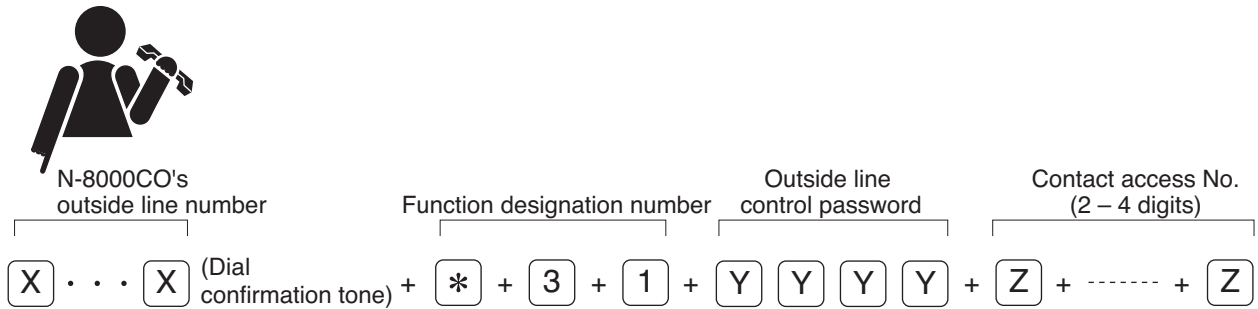 N-8000CO's
outside line number
Function designation number
Outside line
control password
Contact access No.
(2 – 4 digits)
X · · · X (Dial
confirmation tone) + * + 3 + 1 + Y Y Y Y + Z + ------- + Z